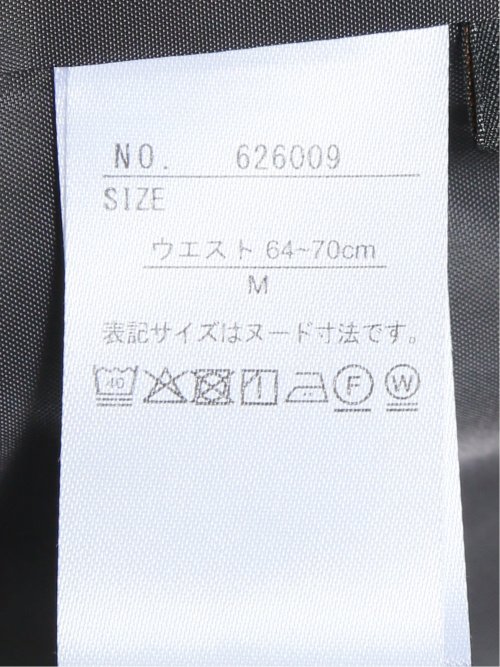 NO. 626009
SIZE
ウエスト 64~70cm
M
表記サイズはヌード寸法です。
40 F W